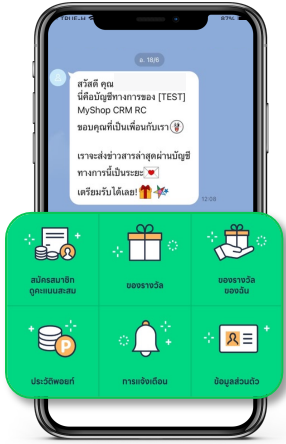 87%
อ. 18/6
สวัสดี คุณ
นี่คือบัญชีทางการของ [TEST]
MyShop CRM RC
ขอบคุณที่เป็นเพื่อนกับเรา
เราจะส่งข่าวสารล่าสุดผ่านบัญชี
ทางการนี้เป็นระยะ
เตรียมรับได้เลย!
12:08
สมัครสมาชิก
ดูคะแนนสะสม
ของรางวัล
ของรางวัล
ของฉัน
ประวัติพอยท์
การแจ้งเตือน
ข้อมูลส่วนตัว